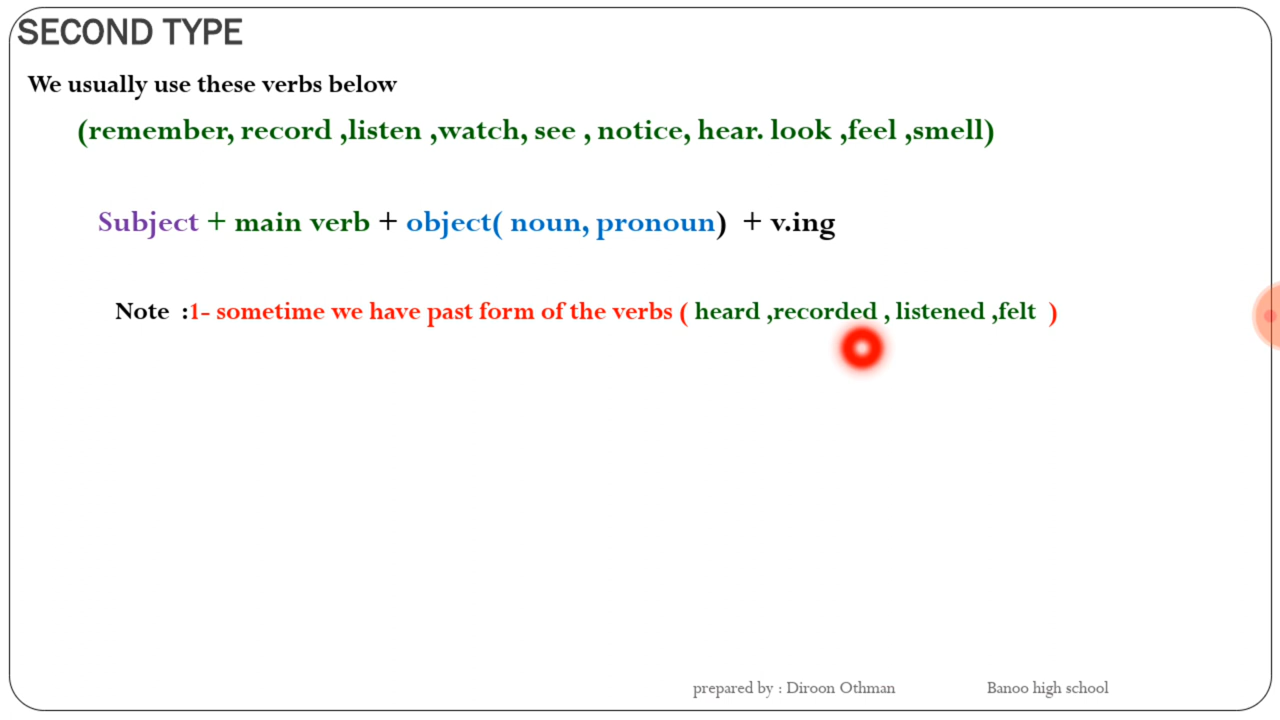 SECOND TYPE
We usually use these verbs below
(remember, record ,listen ,watch, see , notice, hear. look ,feel ,smell)
Subject + main verb + object( noun, pronoun) + v.ing
Note :1- sometime we have past form of the verbs ( heard ,recorded , listened ,felt )
prepared by : Diroon Othman Banoo high school